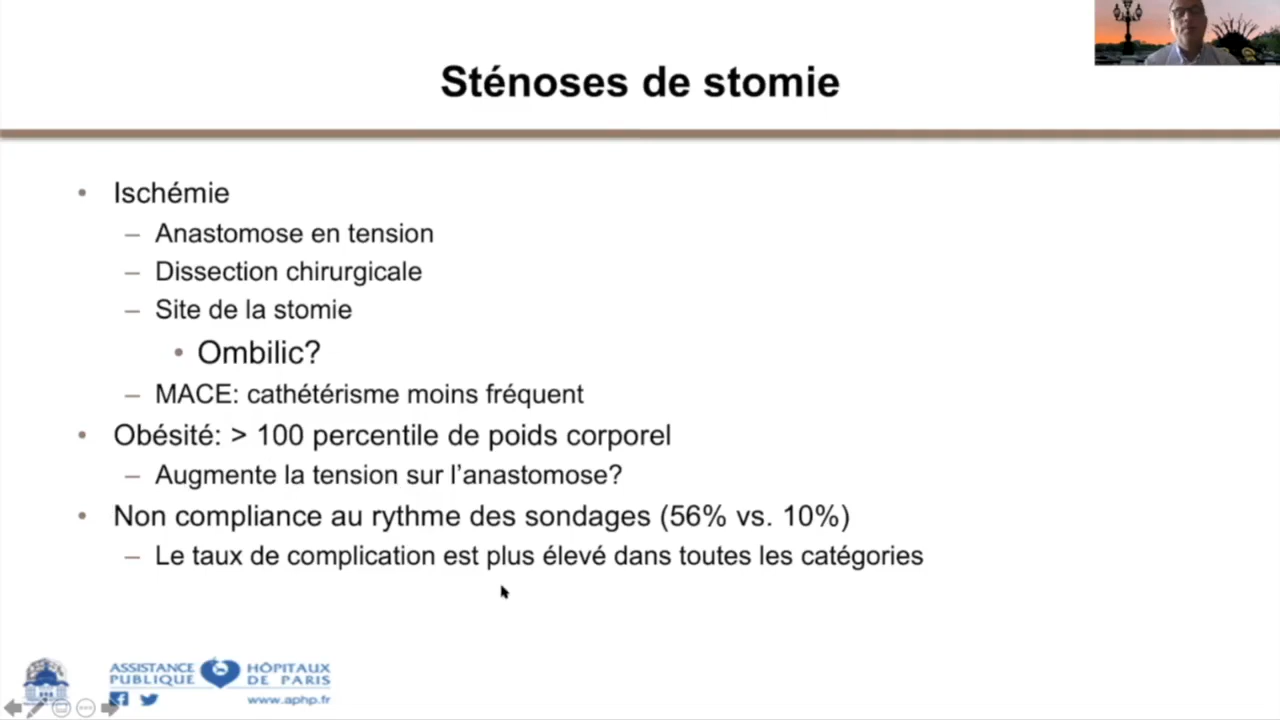 Sténoses de stomie
Ischémie
Anastomose en tension
Dissection chirurgicale
Site de la stomie
Ombilic?
MACE: cathétérisme moins fréquent
Obésité: > 100 percentile de poids corporel
Augmente la tension sur l'anastomose?
Non compliance au rythme des sondages (56% vs. 10%)
Le taux de complication est plus élevé dans toutes les catégories
ASSISTANCE PUBLIQUE
HÔPITAUX DE PARIS
www.aphp.fr